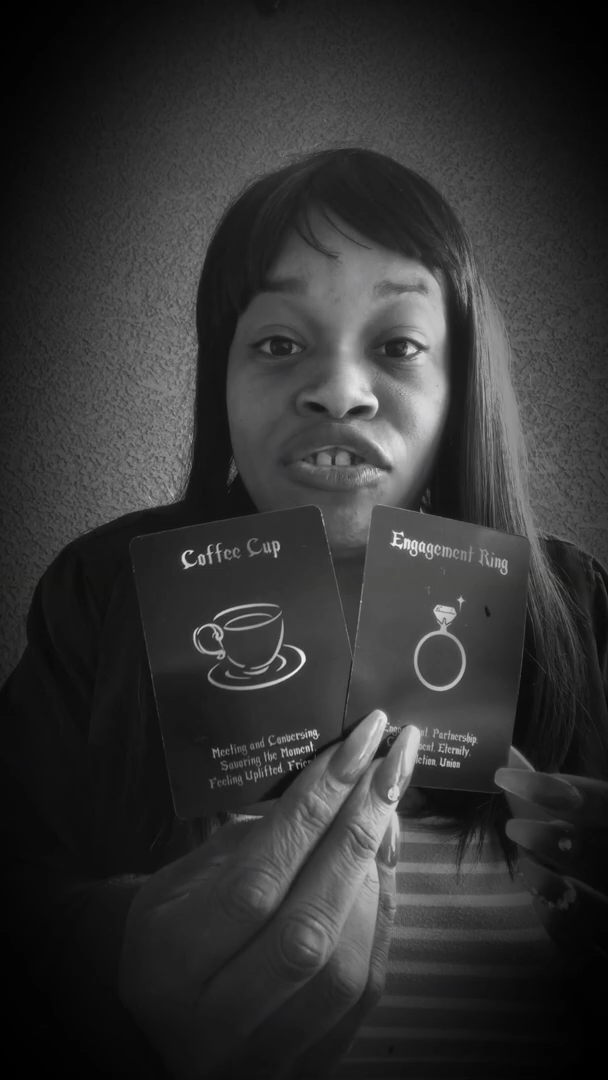 Coffee Cup
Meeting and Conversing,
Savoring the Moment,
Feeling Uplifted,
Engagement Ring
Partnership,
Eternity,
Union